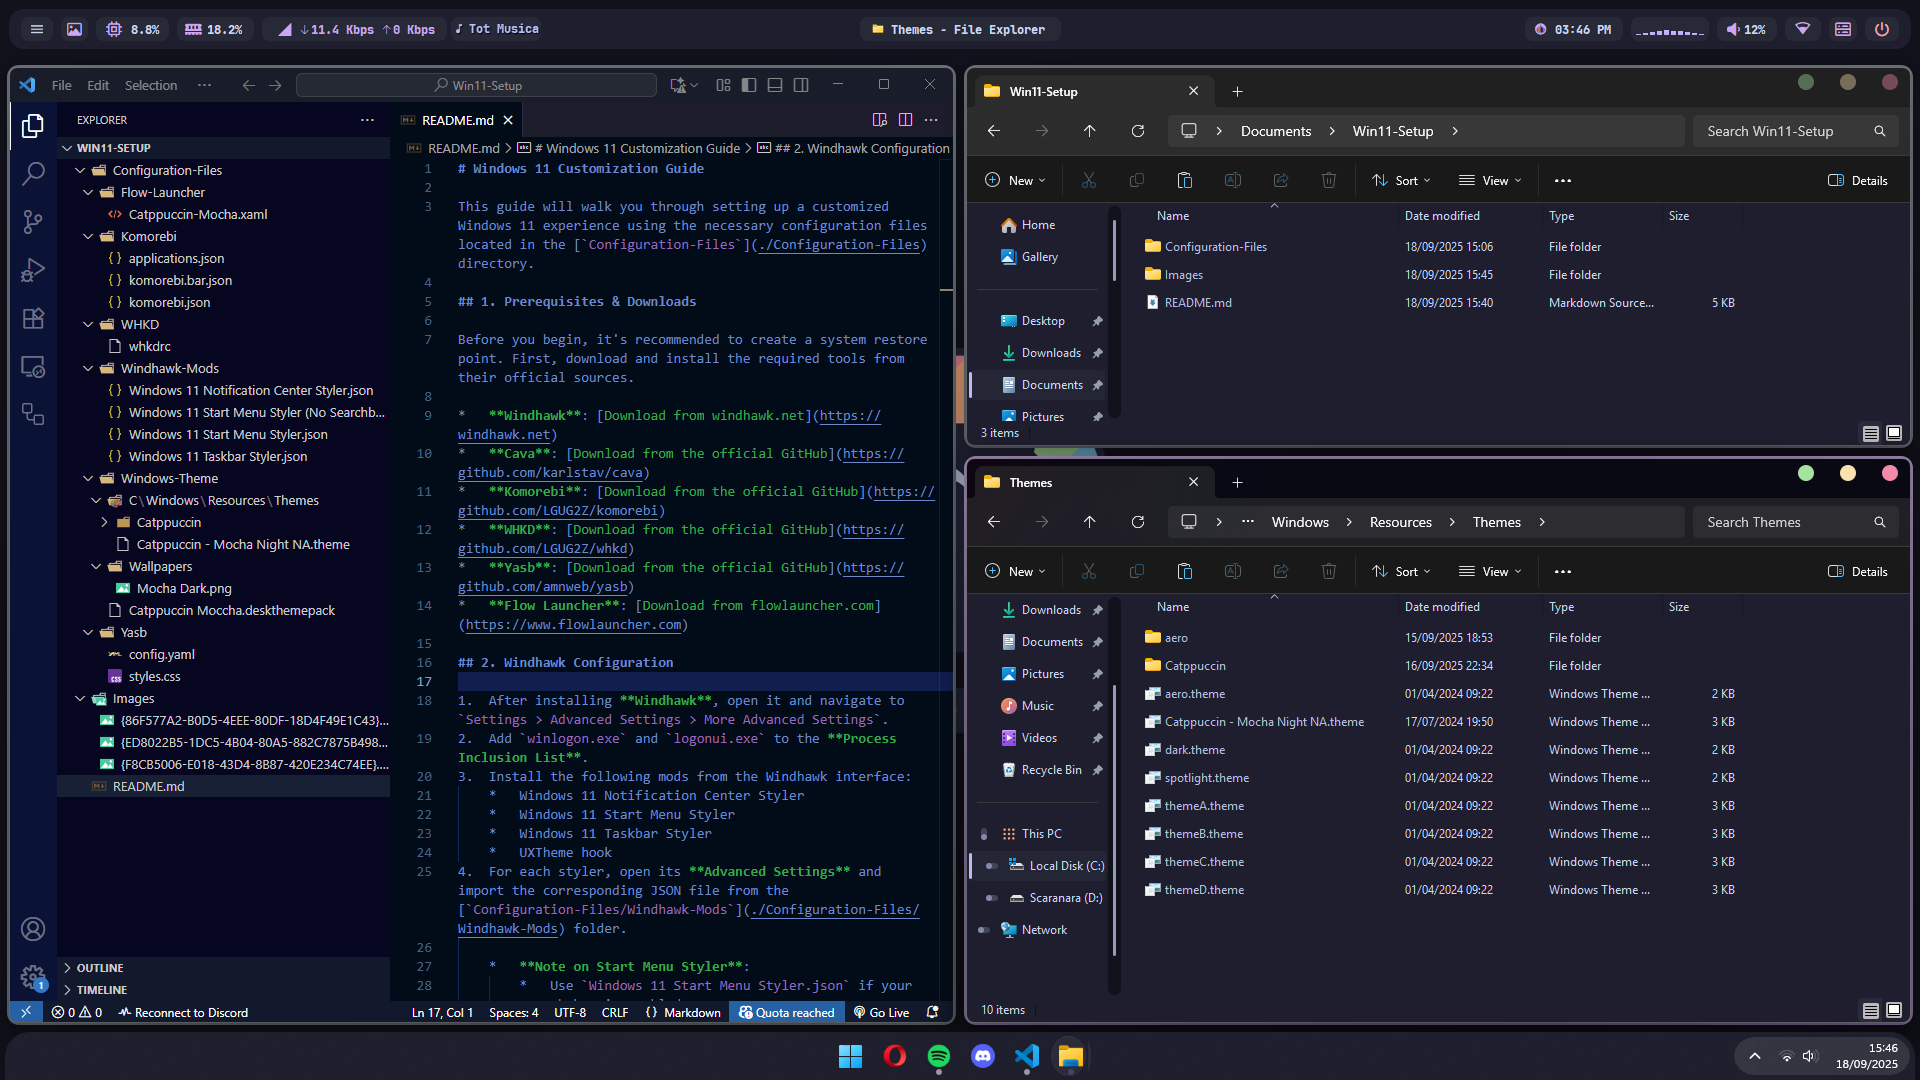 8.8%
18.2%
↓11.4 Kbps ↑0 Kbps
♪ Tot Musica
Themes - File Explorer
03:46 PM
12%
File Edit Selection ···
Win11-Setup
EXPLORER ···
WIN11-SETUP
Configuration-Files
Flow-Launcher
Catppuccin-Mocha.xaml
Komorebi
{} applications.json
{} komorebi.bar.json
{} komorebi.json
WHKD
whkdrc
Windhawk-Mods
{} Windows 11 Notification Center Styler.json
{} Windows 11 Start Menu Styler (No Searchb...
{} Windows 11 Start Menu Styler.json
{} Windows 11 Taskbar Styler.json
Windows-Theme
C\Windows\Resources\Themes
Catppuccin
Catppuccin - Mocha Night NA.theme
Wallpapers
Mocha Dark.png
Catppuccin Moccha.deskthemepack
Yasb
config.yaml
styles.css
Images
{86F577A2-B0D5-4EEE-80DF-18D4F49E1C43}...
{ED8022B5-1DC5-4B04-80A5-882C7875B498...
{F8CB5006-E018-43D4-8B87-420E234C74EE}....
README.md
OUTLINE
TIMELINE
README.md
README.md > # Windows 11 Customization Guide > ## 2. Windhawk Configuration
1 # Windows 11 Customization Guide
2
3 This guide will walk you through setting up a customized
Windows 11 experience using the necessary configuration files
located in the [`Configuration-Files`](./Configuration-Files)
directory.
4
5 ## 1. Prerequisites & Downloads
6
7 Before you begin, it's recommended to create a system restore
point. First, download and install the required tools from
their official sources.
8
9 * **Windhawk**: [Download from windhawk.net](https://
windhawk.net)
10 * **Cava**: [Download from the official GitHub](https://
github.com/karlstav/cava)
11 * **Komorebi**: [Download from the official GitHub](https://
github.com/LGUG2Z/komorebi)
12 * **WHKD**: [Download from the official GitHub](https://
github.com/LGUG2Z/whkd)
13 * **Yasb**: [Download from the official GitHub](https://
github.com/amnweb/yasb)
14 * **Flow Launcher**: [Download from flowlauncher.com]
(https://www.flowlauncher.com)
15
16 ## 2. Windhawk Configuration
17
18 1. After installing **Windhawk**, open it and navigate to
`Settings > Advanced Settings > More Advanced Settings`.
19 2. Add `winlogon.exe` and `logonui.exe` to the **Process
Inclusion List**.
20 3. Install the following mods from the Windhawk interface:
21 * Windows 11 Notification Center Styler
22 * Windows 11 Start Menu Styler
23 * Windows 11 Taskbar Styler
24 * UXTheme hook
25 4. For each styler, open its **Advanced Settings** and
import the corresponding JSON file from the
[`Configuration-Files/Windhawk-Mods`](./Configuration-Files/
Windhawk-Mods) folder.
26
27 * **Note on Start Menu Styler**:
28 * Use `Windows 11 Start Menu Styler.json` if your
1
0 0 Reconnect to Discord
Ln 17, Col 1 Spaces: 4 UTF-8 CRLF {} Markdown Quota reached Go Live
Win11-Setup
Documents > Win11-Setup >
Search Win11-Setup
New Sort View ··· Details
Home
Gallery
Desktop
Downloads
Documents
Pictures
Name Date modified Type Size
Configuration-Files 18/09/2025 15:06 File folder
Images 18/09/2025 15:45 File folder
README.md 18/09/2025 15:40 Markdown Source... 5 KB
3 items
Themes
··· Windows > Resources > Themes >
Search Themes
New Sort View ··· Details
Downloads
Documents
Pictures
Music
Videos
Recycle Bin
This PC
Local Disk (C:)
Scaranara (D:)
Network
Name Date modified Type Size
aero 15/09/2025 18:53 File folder
Catppuccin 16/09/2025 22:34 File folder
aero.theme 01/04/2024 09:22 Windows Theme ... 2 KB
Catppuccin - Mocha Night NA.theme 17/07/2024 19:50 Windows Theme ... 3 KB
dark.theme 01/04/2024 09:22 Windows Theme ... 2 KB
spotlight.theme 01/04/2024 09:22 Windows Theme ... 2 KB
themeA.theme 01/04/2024 09:22 Windows Theme ... 3 KB
themeB.theme 01/04/2024 09:22 Windows Theme ... 3 KB
themeC.theme 01/04/2024 09:22 Windows Theme ... 3 KB
themeD.theme 01/04/2024 09:22 Windows Theme ... 3 KB
10 items
15:46
18/09/2025